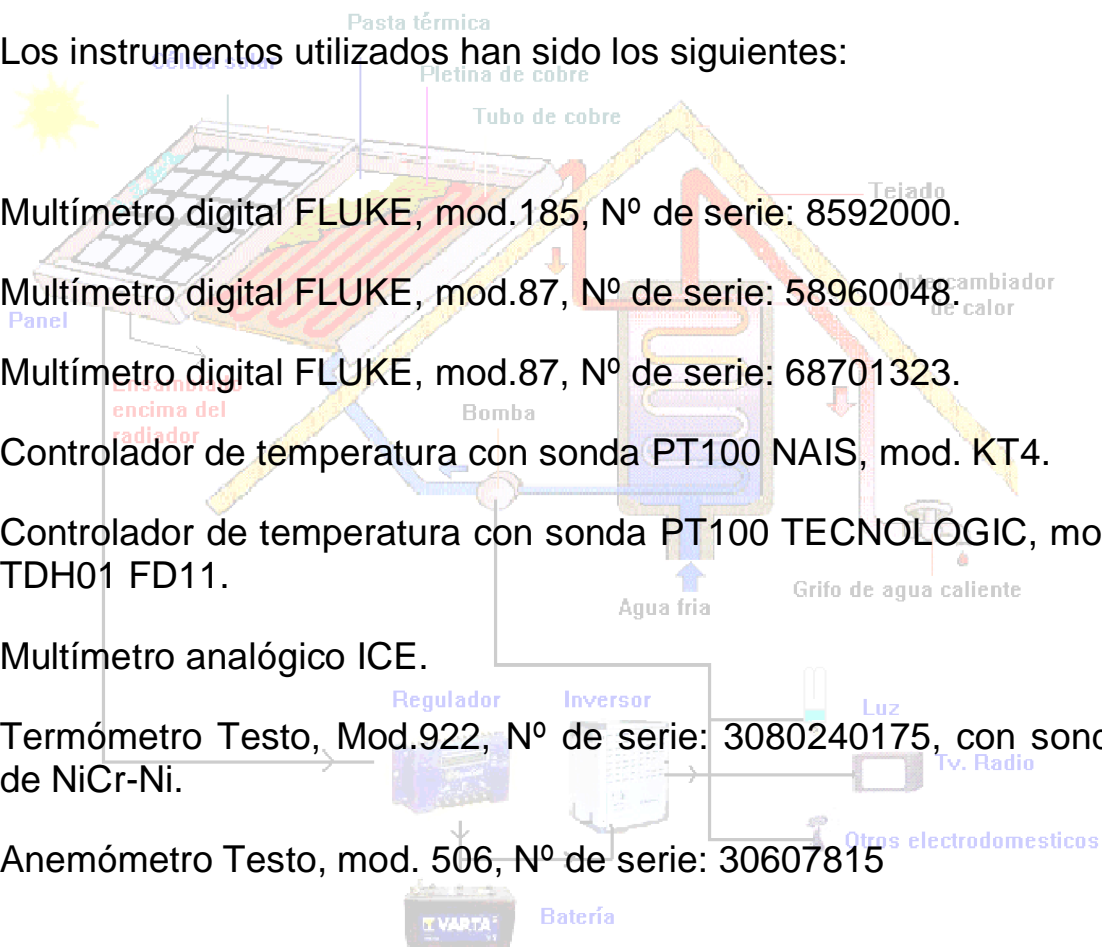 Pasta térmica
Los instrumentos utilizados han sido los siguientes:
Célula solar
Pletina de cobre
Tubo de cobre
Tejado
Multímetro digital FLUKE, mod.185, Nº de serie: 8592000.
Intercambiador
de calor
Multímetro digital FLUKE, mod.87, Nº de serie: 58960048.
Panel
Multímetro digital FLUKE, mod.87, Nº de serie: 68701323.
encima del
radiador
Bomba
Controlador de temperatura con sonda PT100 NAIS, mod. KT4.
Controlador de temperatura con sonda PT100 TECNOLOGIC, mo
TDH01 FD11.
Grifo de agua caliente
Agua fria
Multímetro analógico ICE.
Regulador
Inversor
Luz
Termómetro Testo, Mod.922, Nº de serie: 3080240175, con sond
de NiCr-Ni.
Tv. Radio
Otros electrodomesticos
Anemómetro Testo, mod. 506, Nº de serie: 30607815
Batería
VARTA